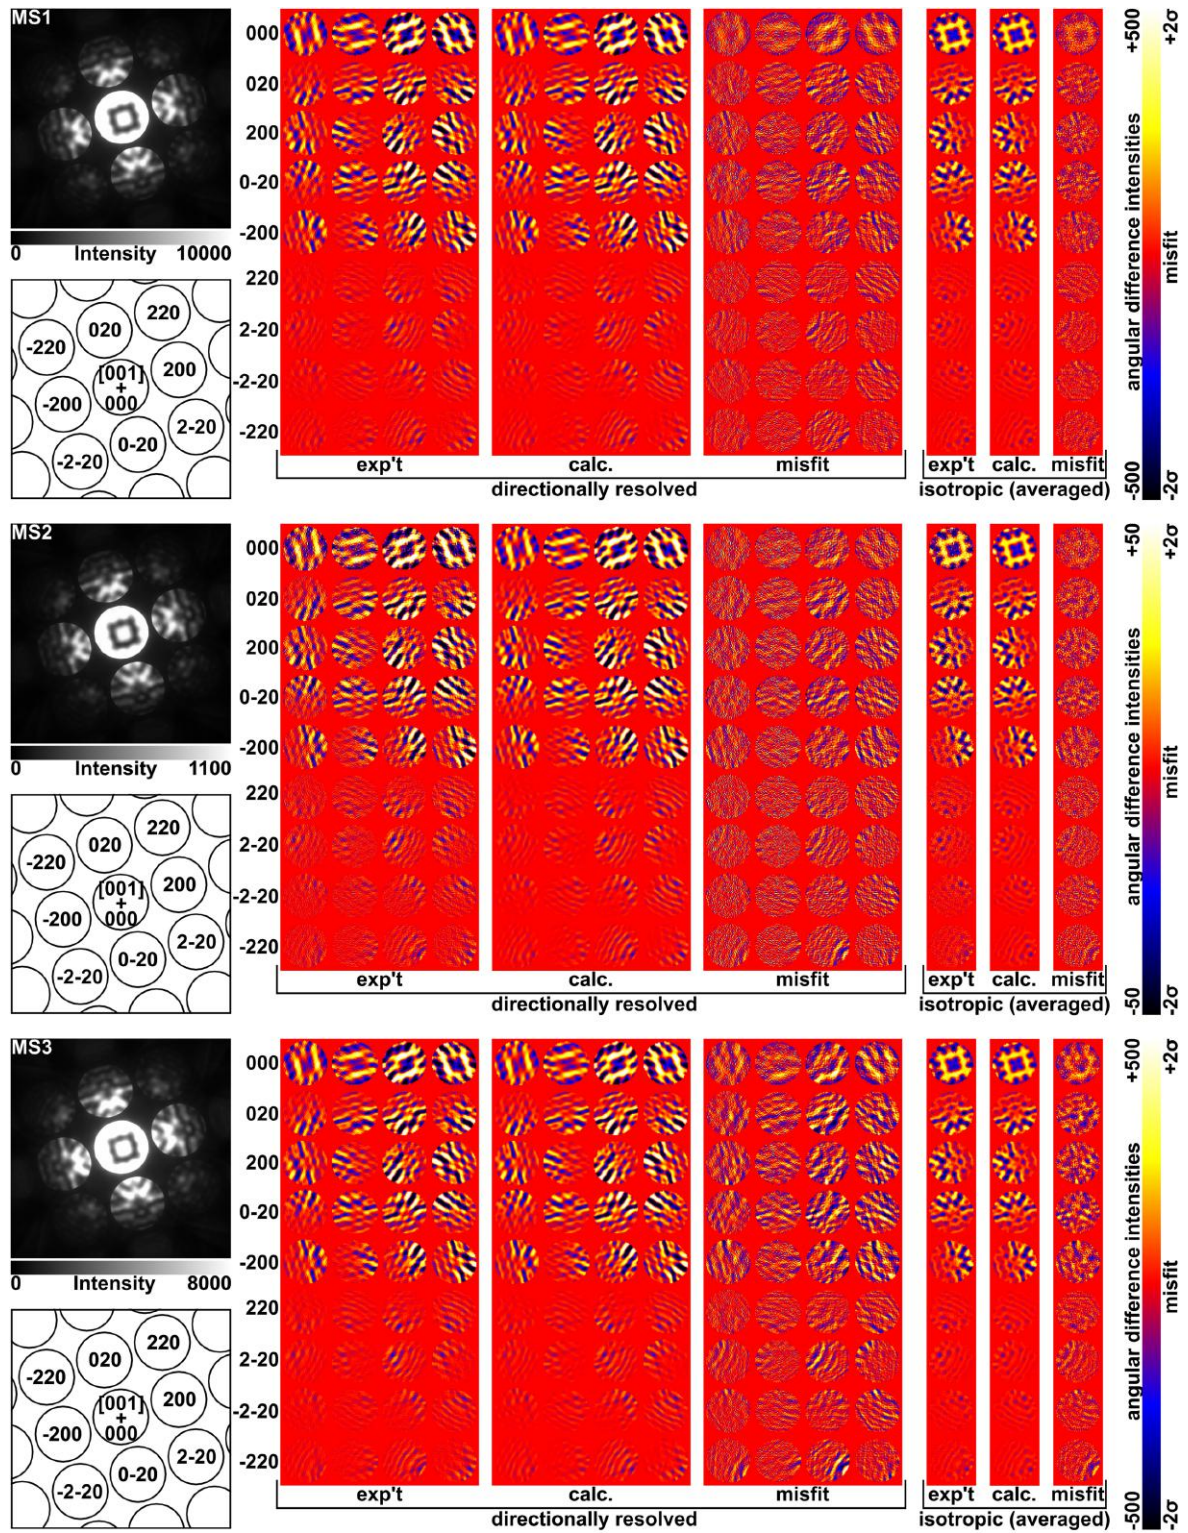 MS1
0 Intensity 10000
220
020
-220
200
[001]
+
000
-200
2-20
0-20
-2-20
000
020
200
0-20
-200
220
2-20
-2-20
-220
exp't calc. misfit
directionally resolved
exp't calc. misfit
isotropic (averaged)
-500 angular difference intensities +500
-2σ misfit +2σ
MS2
0 Intensity 1100
220
020
-220
200
[001]
+
000
-200
2-20
0-20
-2-20
000
020
200
0-20
-200
220
2-20
-2-20
-220
exp't calc. misfit
directionally resolved
exp't calc. misfit
isotropic (averaged)
-50 angular difference intensities +50
-2σ misfit +2σ
MS3
0 Intensity 8000
220
020
-220
200
[001]
+
000
-200
2-20
0-20
-2-20
000
020
200
0-20
-200
220
2-20
-2-20
-220
exp't calc. misfit
directionally resolved
exp't calc. misfit
isotropic (averaged)
-500 angular difference intensities +500
-2σ misfit +2σ